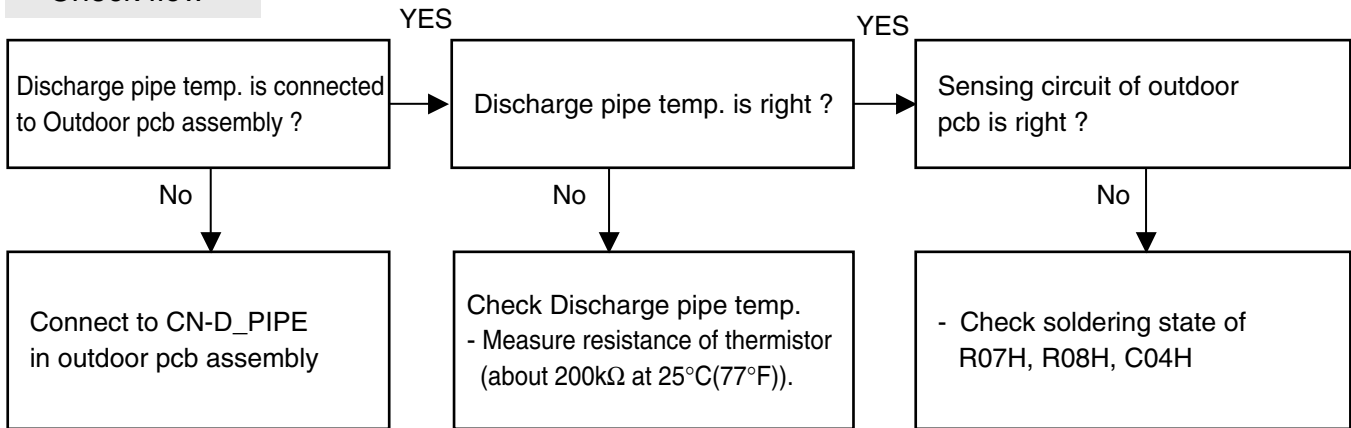 YES
YES
Discharge pipe temp. is connected
to Outdoor pcb assembly ?
Discharge pipe temp. is right ?
Sensing circuit of outdoor
pcb is right ?
No
No
No
Connect to CN-D_PIPE
in outdoor pcb assembly
Check Discharge pipe temp.
- Measure resistance of thermistor
(about 200kΩ at 25°C(77°F)).
- Check soldering state of
R07H, R08H, C04H